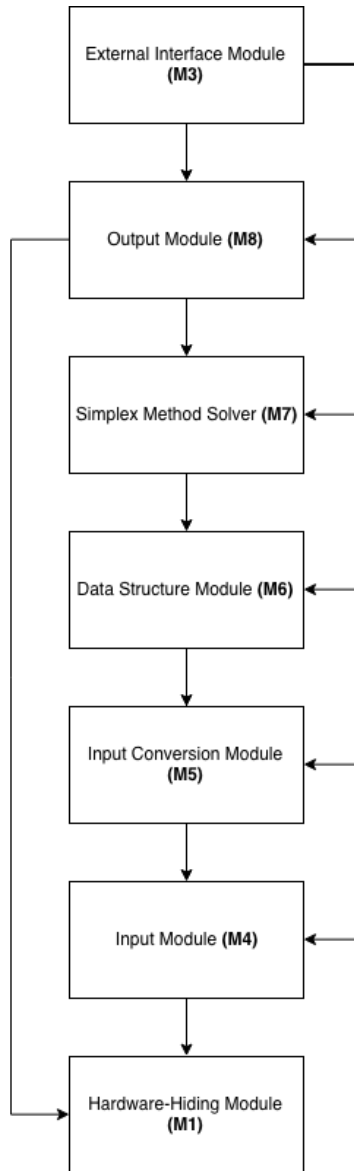 External Interface Module
(M3)
Output Module (M8)
Simplex Method Solver (M7)
Data Structure Module (M6)
Input Conversion Module
(M5)
Input Module (M4)
Hardware-Hiding Module
(M1)